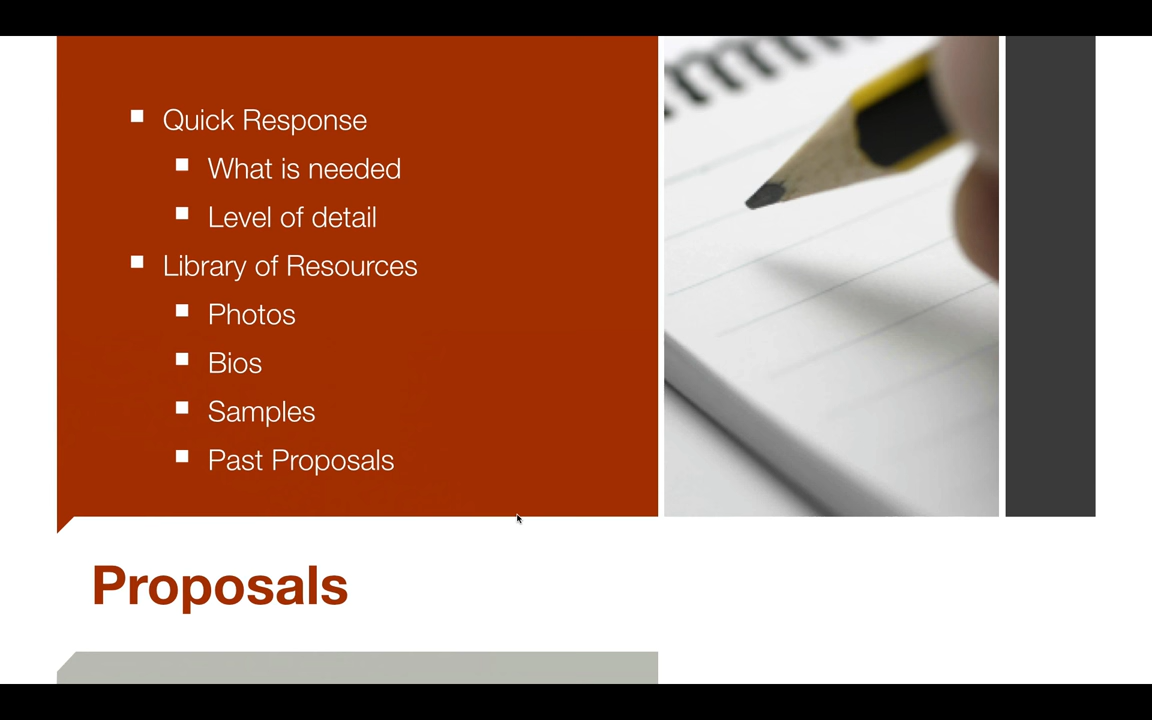 Quick Response
What is needed
Level of detail
Library of Resources
Photos
Bios
Samples
Past Proposals
Proposals